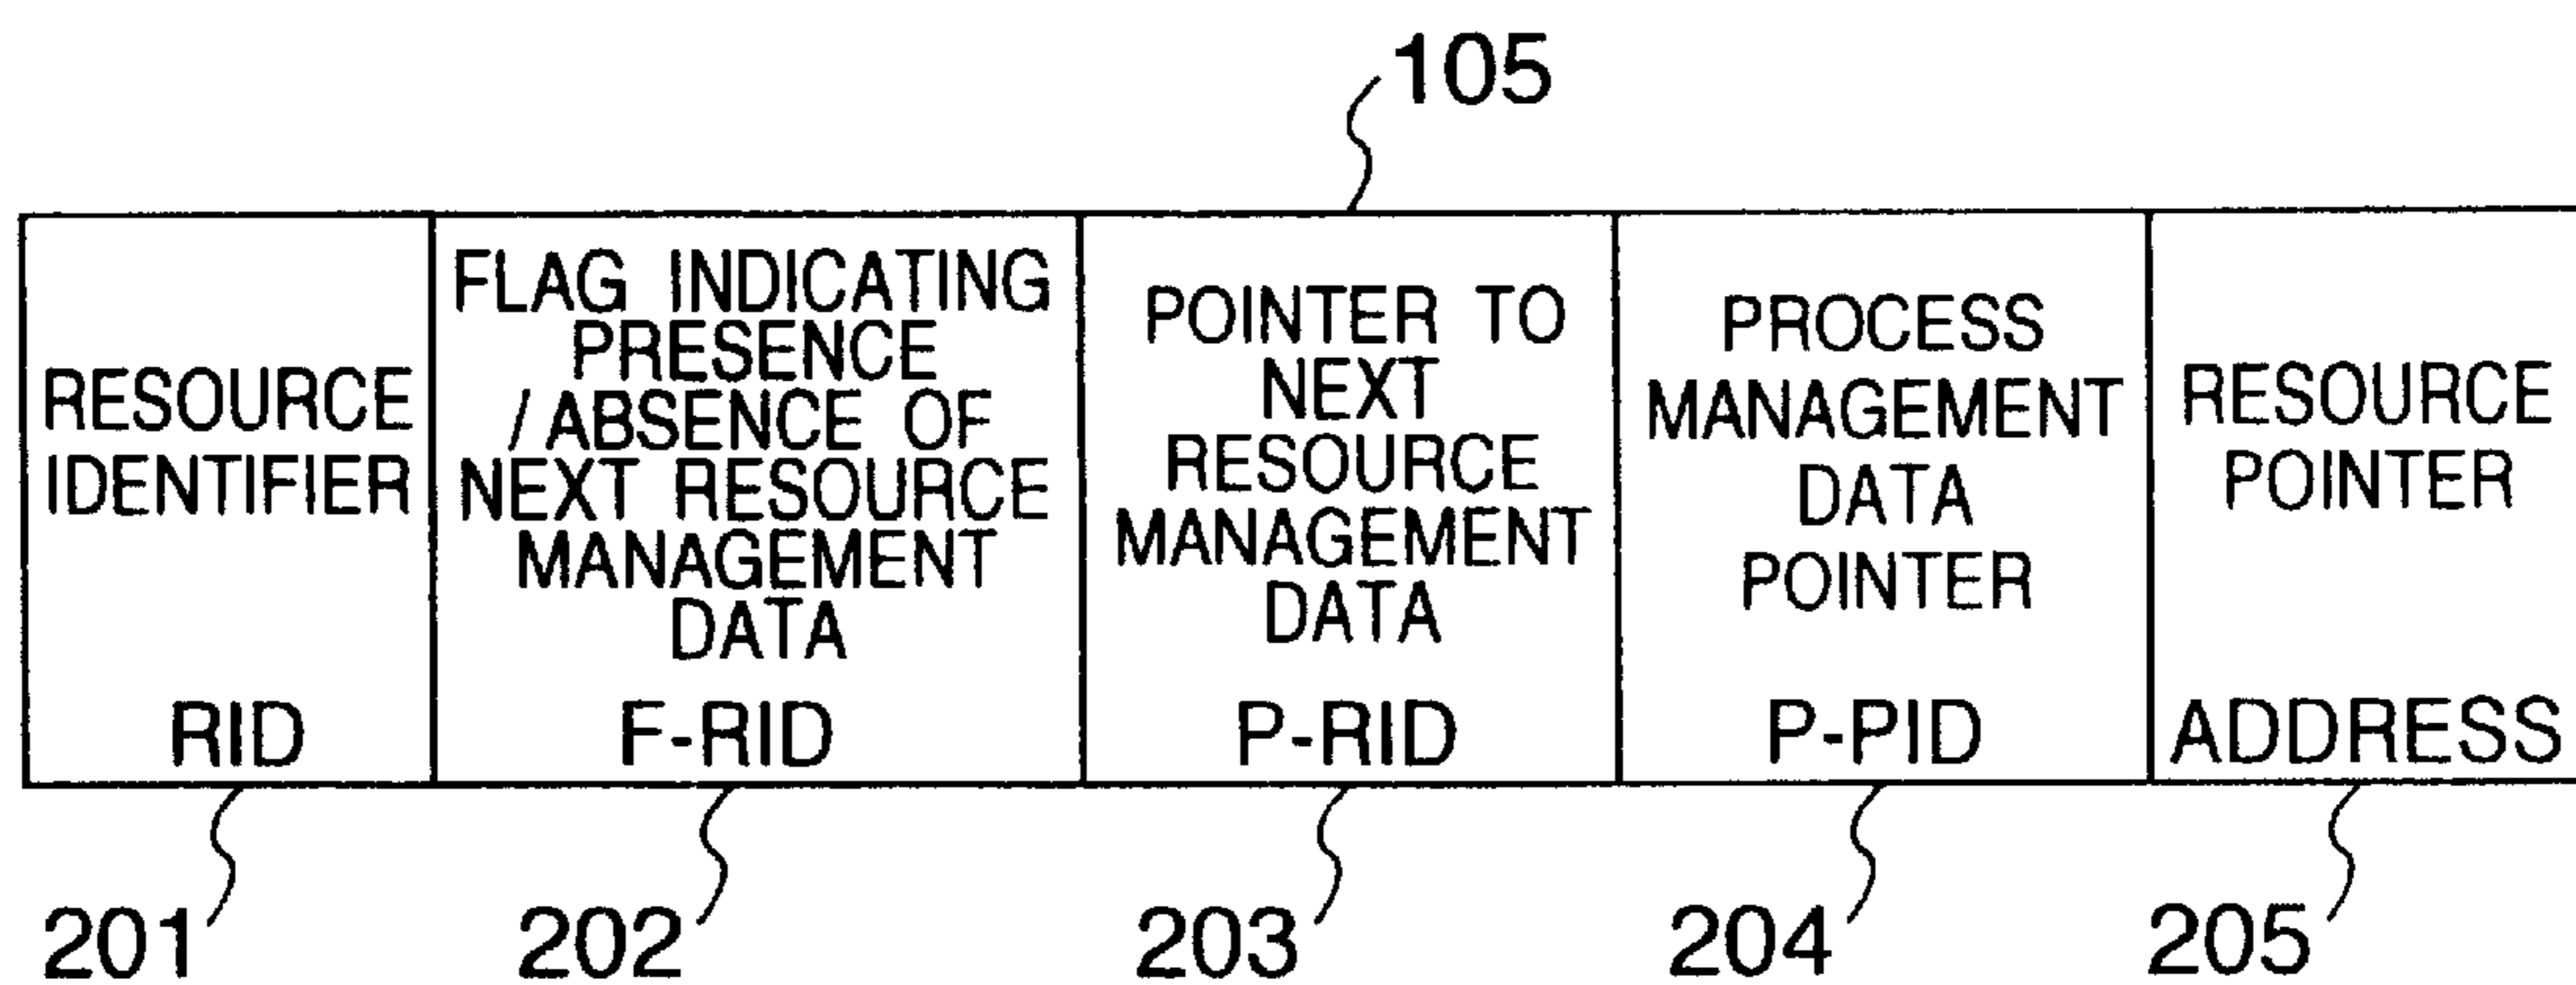 105
RESOURCE
IDENTIFIER
RID
FLAG INDICATING
PRESENCE
/ABSENCE OF
NEXT RESOURCE
MANAGEMENT
DATA
F-RID
POINTER TO
NEXT
RESOURCE
MANAGEMENT
DATA
P-RID
PROCESS
MANAGEMENT
DATA
POINTER
P-PID
RESOURCE
POINTER
ADDRESS
201
202
203
204
205